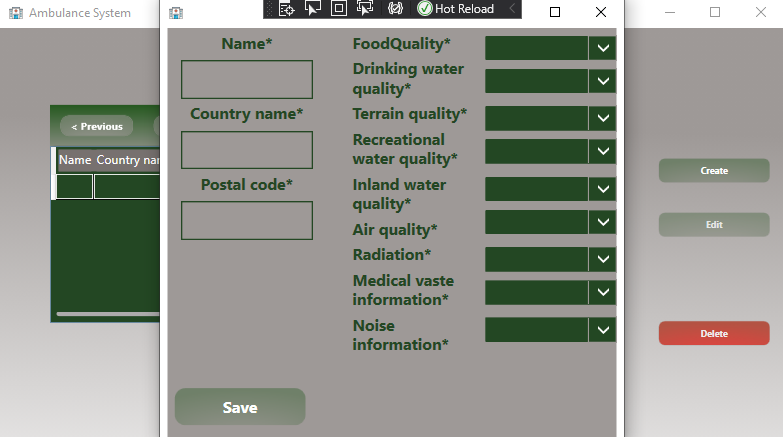 Ambulance System
Hot Reload
< Previous
Name
Country nar
Name*
Country name*
Postal code*
FoodQuality*
Drinking water
quality*
Terrain quality*
Recreational
water quality*
Inland water
quality*
Air quality*
Radiation*
Medical vaste
information*
Noise
information*
Save
Create
Edit
Delete